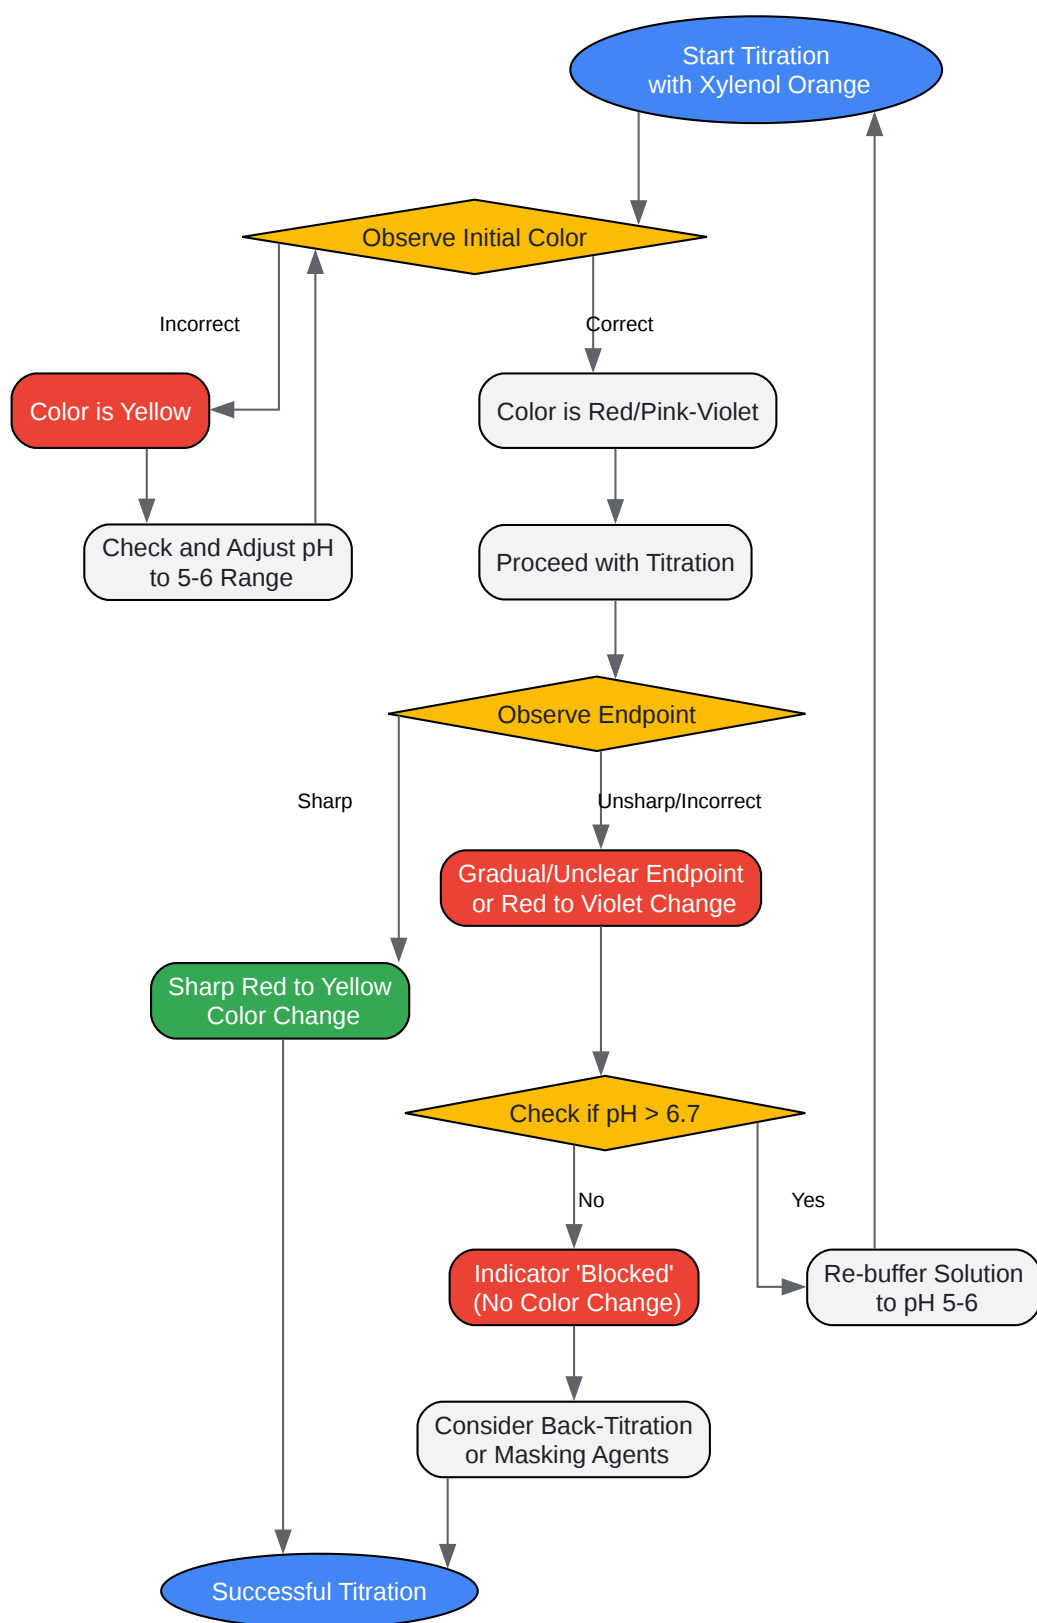 Start Titration
with Xylenol Orange
Observe Initial Color
Incorrect
Correct
Color is Yellow
Color is Red/Pink-Violet
Check and Adjust pH
to 5-6 Range
Proceed with Titration
Observe Endpoint
Sharp
Unsharp/Incorrect
Gradual/Unclear Endpoint
or Red to Violet Change
Sharp Red to Yellow
Color Change
Check if pH > 6.7
No
Yes
Indicator 'Blocked'
(No Color Change)
Re-buffer Solution
to pH 5-6
Consider Back-Titration
or Masking Agents
Successful Titration